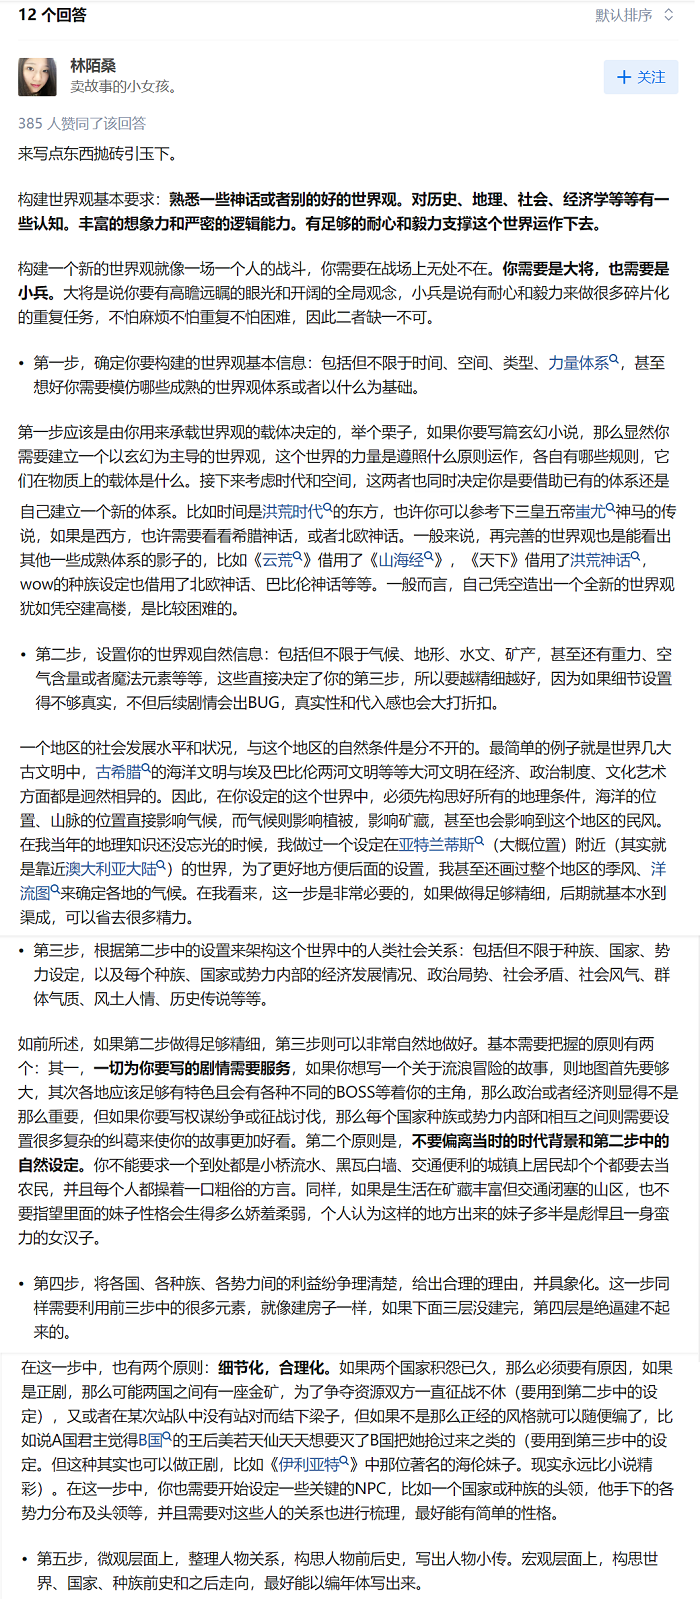 12 个回答
默认排序
林陌桑
卖故事的小女孩。
+ 关注
385 人赞同了该回答
来写点东西抛砖引玉下。
构建世界观基本要求：熟悉一些神话或者别的好的世界观。对历史、地理、社会、经济学等等有一
些认知。丰富的想象力和严密的逻辑能力。有足够的耐心和毅力支撑这个世界运作下去。
构建一个新的世界观就像一场一个人的战斗，你需要在战场上无处不在。你需要是大将，也需要是
小兵。大将是说你要有高瞻远瞩的眼光和开阔的全局观念，小兵是说有耐心和毅力来做很多碎片化
的重复任务，不怕麻烦不怕重复不怕困难，因此二者缺一不可。
• 第一步，确定你要构建的世界观基本信息：包括但不限于时间、空间、类型、力量体系，甚至
想好你需要模仿哪些成熟的世界观体系或者以什么为基础。
第一步应该是由你用来承载世界观的载体决定的，举个栗子，如果你要写篇玄幻小说，那么显然你
需要建立一个以玄幻为主导的世界观，这个世界的力量是遵照什么原则运作，各自有哪些规则，它
们在物质上的载体是什么。接下来考虑时代和空间，这两者也同时决定你是要借助已有的体系还是
自己建立一个新的体系。比如时间是洪荒时代的东方，也许你可以参考下三皇五帝蚩尤神马的传
说，如果是西方，也许需要看看希腊神话，或者北欧神话。一般来说，再完善的世界观也是能看出
其他一些成熟体系的影子的，比如《云荒》借用了《山海经》，《天下》借用了洪荒神话，
wow的种族设定也借用了北欧神话、巴比伦神话等等。一般而言，自己凭空造出一个全新的世界观
犹如凭空建高楼，是比较困难的。
• 第二步，设置你的世界观自然信息：包括但不限于气候、地形、水文、矿产，甚至还有重力、空
气含量或者魔法元素等等，这些直接决定了你的第三步，所以要越精细越好，因为如果细节设置
得不够真实，不但后续剧情会出BUG，真实性和代入感也会大打折扣。
一个地区的社会发展水平和状况，与这个地区的自然条件是分不开的。最简单的例子就是世界几大
古文明中，古希腊的海洋文明与埃及巴比伦两河文明等等大河文明在经济、政治制度、文化艺术
方面都是迥然相异的。因此，在你设定的这个世界中，必须先构思好所有的地理条件，海洋的位
置、山脉的位置直接影响气候，而气候则影响植被，影响矿藏，甚至也会影响到这个地区的民风。
在我当年的地理知识还没忘光的时候，我做过一个设定在亚特兰蒂斯（大概位置）附近（其实就
是靠近澳大利亚大陆）的世界，为了更好地方便后面的设置，我甚至还画过整个地区的季风、洋
流图来确定各地的气候。在我看来，这一步是非常必要的，如果做得足够精细，后期就基本水到
渠成，可以省去很多精力。
• 第三步，根据第二步中的设置来架构这个世界中的人类社会关系：包括但不限于种族、国家、势
力设定，以及每个种族、国家或势力内部的经济发展情况、政治局势、社会矛盾、社会风气、群
体气质、风土人情、历史传说等等。
如前所述，如果第二步做得足够精细，第三步则可以非常自然地做好。基本需要把握的原则有两
个：其一，一切为你要写的剧情需要服务，如果你想写一个关于流浪冒险的故事，则地图首先要够
大，其次各地应该足够有特色且会有各种不同的BOSS等着你的主角，那么政治或者经济则显得不是
那么重要，但如果你要写权谋纷争或征战讨伐，那么每个国家种族或势力内部和相互之间则需要设
置很多复杂的纠葛来使你的故事更加好看。第二个原则是，不要偏离当时的时代背景和第二步中的
自然设定。你不能要求一个到处都是小桥流水、黑瓦白墙、交通便利的城镇上居民却个个都要去当
农民，并且每个人都操着一口粗俗的方言。同样，如果是生活在矿藏丰富但交通闭塞的山区，也不
要指望里面的妹子性格会生得多么娇羞柔弱，个人认为这样的地方出来的妹子多半是彪悍且一身蛮
力的女汉子。
• 第四步，将各国、各种族、各势力间的利益纷争理清楚，给出合理的理由，并具象化。这一步同
样需要利用前三步中的很多元素，就像建房子一样，如果下面三层没建完，第四层是绝逼建不起
来的。
在这一步中，也有两个原则：细节化，合理化。如果两个国家积怨已久，那么必须要有原因，如果
是正剧，那么可能两国之间有一座金矿，为了争夺资源双方一直征战不休（要用到第二步中的设
定），又或者在某次站队中没有站对而结下梁子，但如果不是那么正经的风格就可以随便编了，比
如说A国君主觉得B国的王后美若天仙天天想要灭了B国把她抢过来之类的（要用到第三步中的设
定。但这种其实也可以做正剧，比如《伊利亚特》中那位著名的海伦妹子。现实永远比小说精
彩）。在这一步中，你也需要开始设定一些关键的NPC，比如一个国家或种族的头领，他手下的各
势力分布及头领等，并且需要对这些人的关系也进行梳理，最好能有简单的性格。
• 第五步，微观层面上，整理人物关系，构思人物前后史，写出人物小传。宏观层面上，构思世
界、国家、种族前史和之后走向，最好能以编年体写出来。